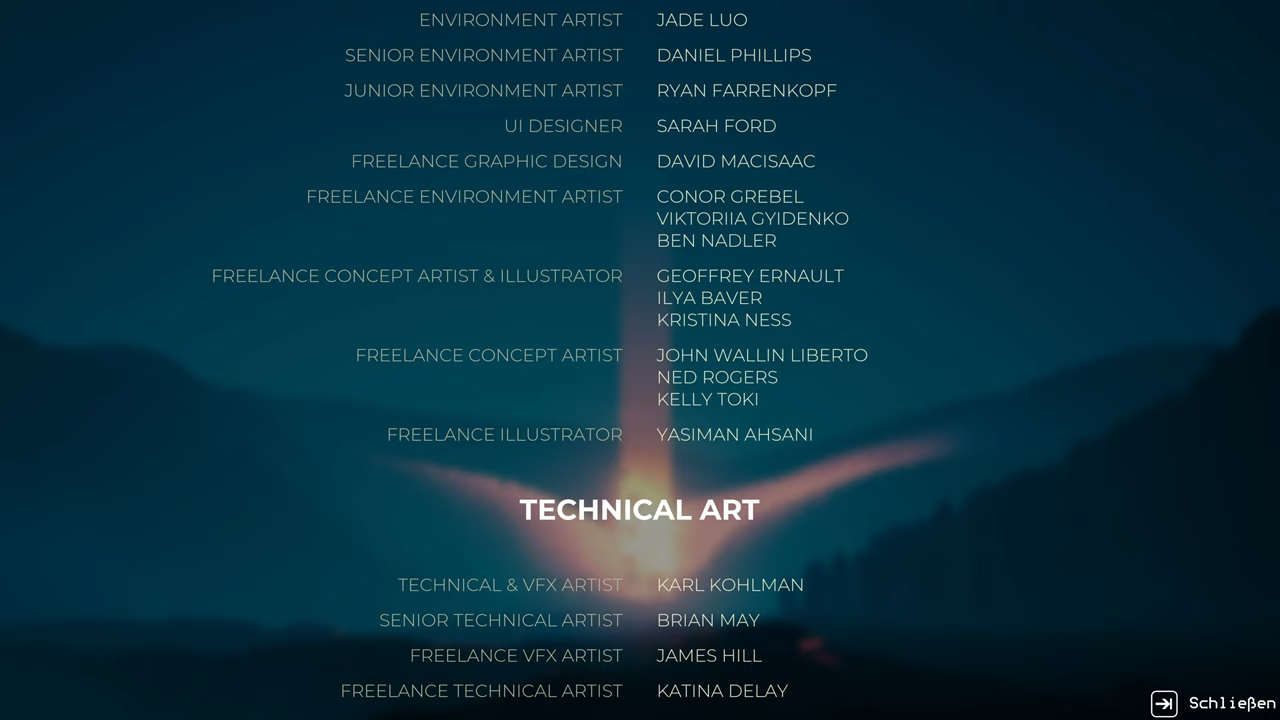 ENVIRONMENT ARTIST JADE LUO
SENIOR ENVIRONMENT ARTIST DANIEL PHILLIPS
JUNIOR ENVIRONMENT ARTIST RYAN FARRENKOPF
UI DESIGNER SARAH FORD
FREELANCE GRAPHIC DESIGN DAVID MACISAAC
FREELANCE ENVIRONMENT ARTIST CONOR GREBEL
VIKTORIIA GYIDENKO
BEN NADLER
FREELANCE CONCEPT ARTIST & ILLUSTRATOR GEOFFREY ERNAULT
ILYA BAVER
KRISTINA NESS
FREELANCE CONCEPT ARTIST JOHN WALLIN LIBERTO
NED ROGERS
KELLY TOKI
FREELANCE ILLUSTRATOR YASIMAN AHSANI
TECHNICAL ART
TECHNICAL & VFX ARTIST KARL KOHLMAN
SENIOR TECHNICAL ARTIST BRIAN MAY
FREELANCE VFX ARTIST JAMES HILL
FREELANCE TECHNICAL ARTIST KATINA DELAY
Schließen